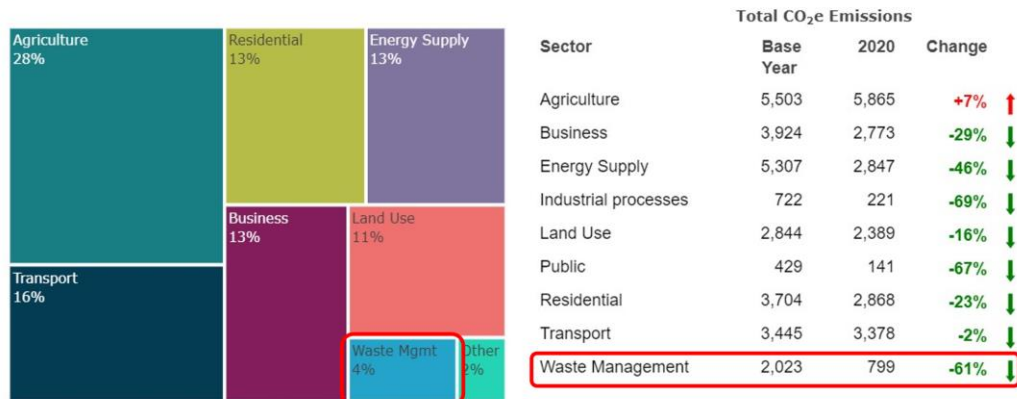 Agriculture
28%
Residential
13%
Energy Supply
13%
Transport
16%
Business
13%
Land Use
11%
Waste Mgmt
4%
Other
2%
Total CO₂e Emissions
Sector Base Year 2020 Change
Agriculture 5,503 5,865 +7%
Business 3,924 2,773 -29%
Energy Supply 5,307 2,847 -46%
Industrial processes 722 221 -69%
Land Use 2,844 2,389 -16%
Public 429 141 -67%
Residential 3,704 2,868 -23%
Transport 3,445 3,378 -2%
Waste Management 2,023 799 -61%